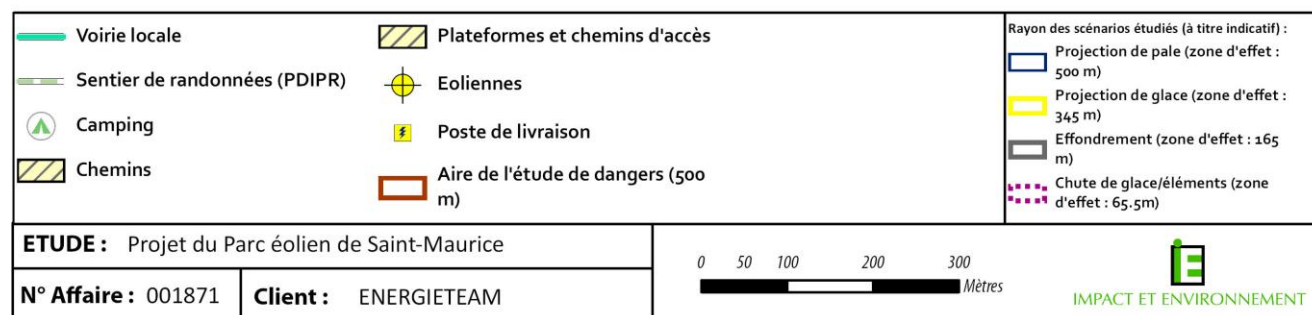 Voirie locale
Sentier de randonnées (PDIPR)
Camping
Chemins
Plateformes et chemins d'accès
Eoliennes
Poste de livraison
Aire de l'étude de dangers (500
m)
Rayon des scénarios étudiés (à titre indicatif) :
Projection de pale (zone d'effet :
500 m)
Projection de glace (zone d'effet :
345 m)
Effondrement (zone d'effet : 165
m)
Chute de glace/éléments (zone
d'effet : 65.5m)
ETUDE : Projet du Parc éolien de Saint-Maurice
N° Affaire : 001871
Client : ENERGIETEAM
0 50 100 200 300
Mètres
iE
IMPACT ET ENVIRONNEMENT